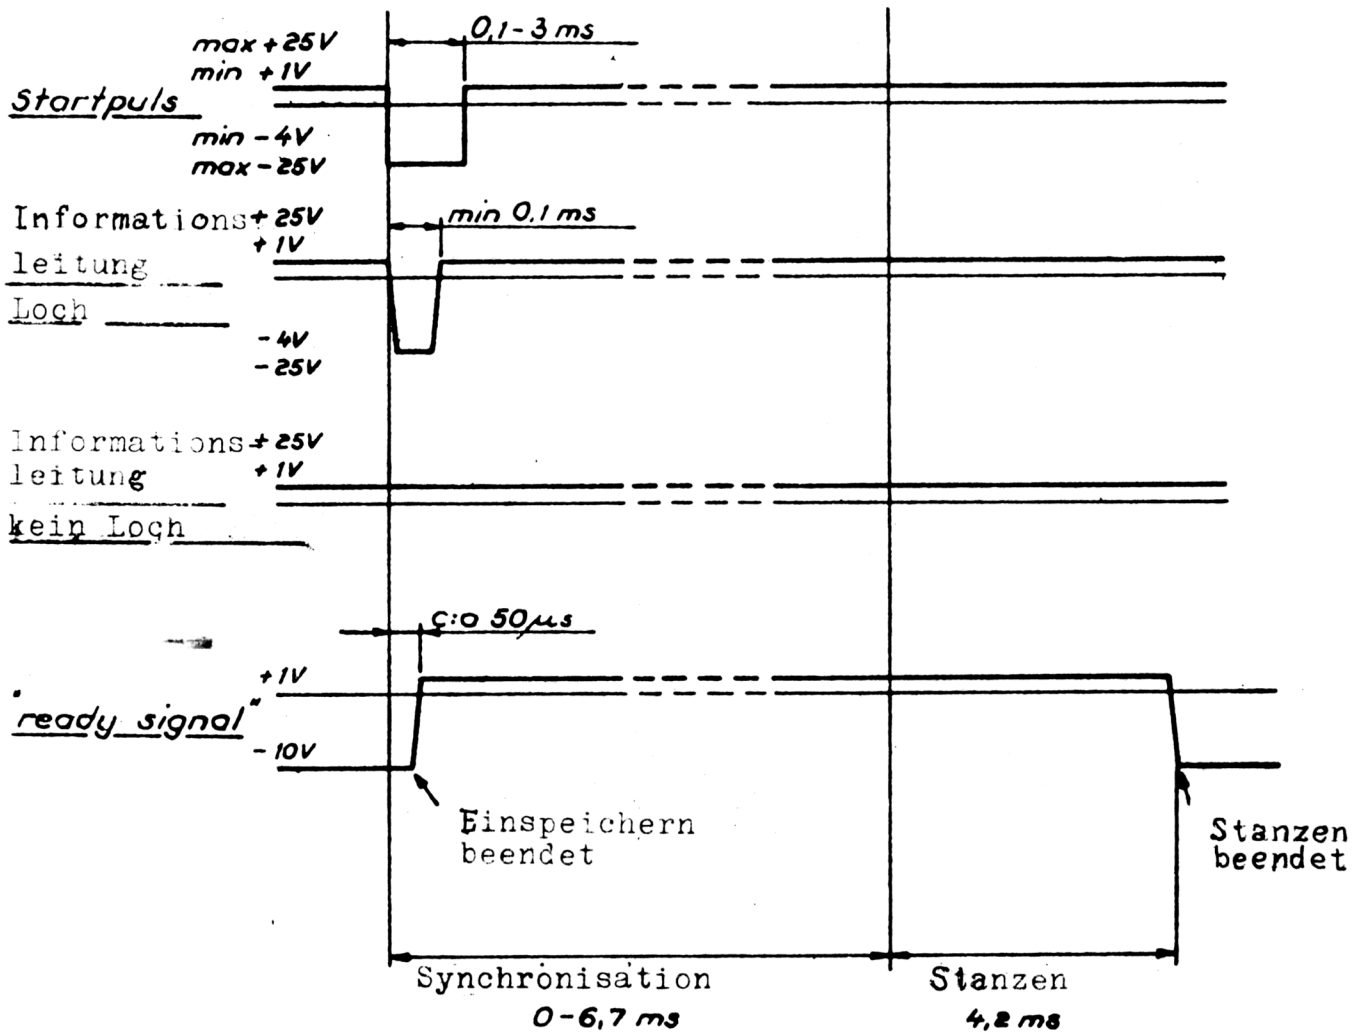 max + 25V
0,1 - 3 ms
min + 1V
Startpuls
min - 4V
max - 25V
Informations + 25V
min 0,1 ms
+ 1V
leitung
Loch
- 4V
- 25V
Informations + 25V
leitung + 1V
kein Loch
c:a 50 µs
+ 1V
"ready signal"
- 10V
Einspeichern
beendet
Stanzen
beendet
Synchronisation
0 - 6,7 ms
Stanzen
4,2 ms